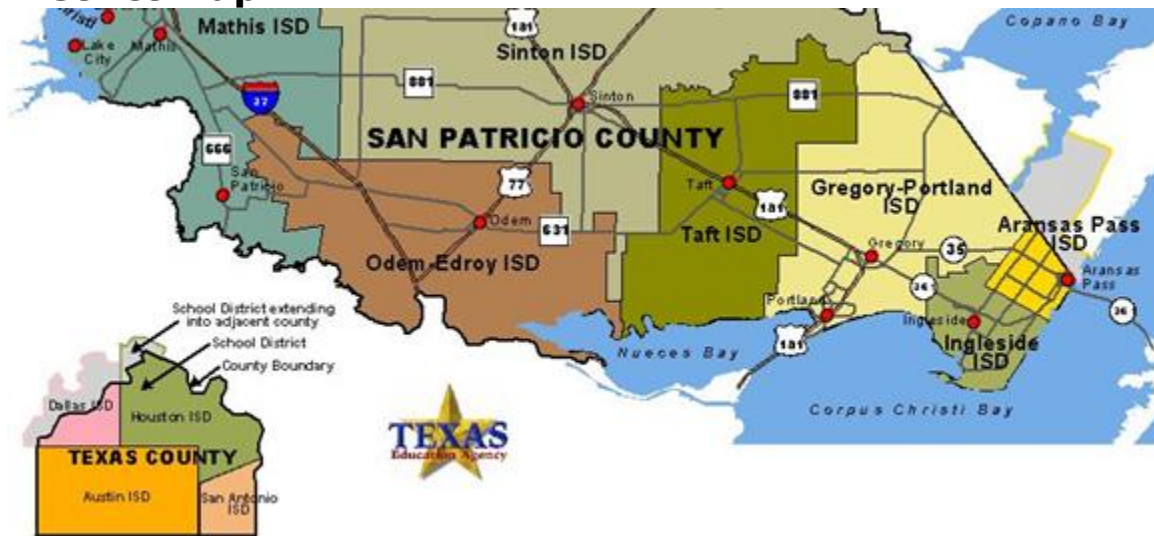 Copano Bay
181
Mathis ISD
Lake
City
Mathis
Sinton ISD
881
37
Sinton
881
SAN PATRICIO COUNTY
666
San
Patricio
77
Taft
181
Gregory-Portland
ISD
Odem
631
Taft ISD
Aransas Pass
ISD
Gregory
35
Odem-Edroy ISD
Aransas
Pass
361
Portland
361
Ingleside
181
Nueces Bay
Ingleside
ISD
Corpus Christi Bay
School District extending
into adjacent county
School District
County Boundary
Dallas ISD
Houston ISD
TEXAS COUNTY
Austin ISD
San Antonio
ISD
TEXAS
Education Agency